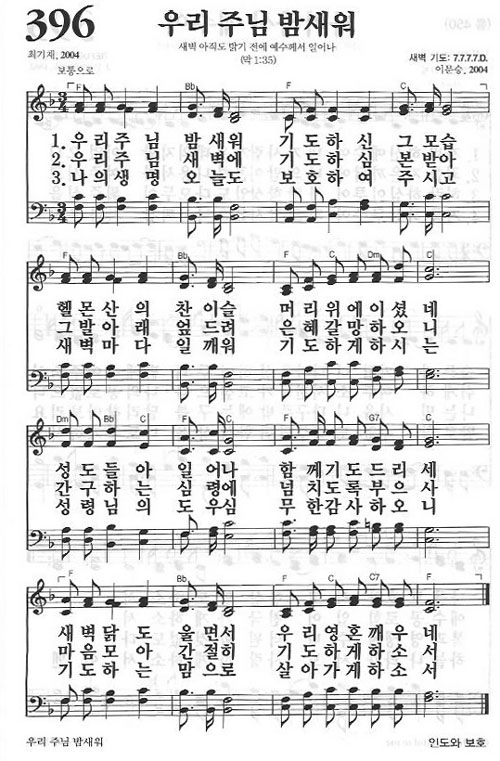 396
우리 주님 밤새워
새벽 아직도 밝기 전에 예수께서 일어나
(막 1:35)
최기채, 2004
보통으로
새벽 기도: 7.7.7.7.D.
이문승, 2004
F Bb F C
1. 우 리 주 님 밤 새 워 기 도 하 신 그 모 습
2. 우 리 주 님 새 벽 에 기 도 하 심 본 받 아
3. 나 의 생 명 오 늘 도 보 호 하 여 주 시 고
F Bb F C Dm C
헬 몬 산 의 찬 이 슬 머 리 위 에 이 셨 네
그 발 아 래 엎 드 려 은 혜 갈 망 하 오 니
새 벽 마 다 일 깨 워 기 도 하 게 하 시 는
Dm Bb C F C F C F G7 C
성 도 들 아 일 어 나 함 께 기 도 드 리 세
간 구 하 는 심 령 에 넘 치 도 록 부 으 사
성 령 님 의 도 우 심 무 한 감 사 하 오 니
F Bb F C C7 F
새 벽 닭 도 울 면 서 우 리 영 혼 깨 우 네
마 음 모 아 간 절 히 기 도 하 게 하 소 서
기 도 하 는 맘 으 로 살 아 가 게 하 소 서
우리 주님 밤새워
인도와 보호